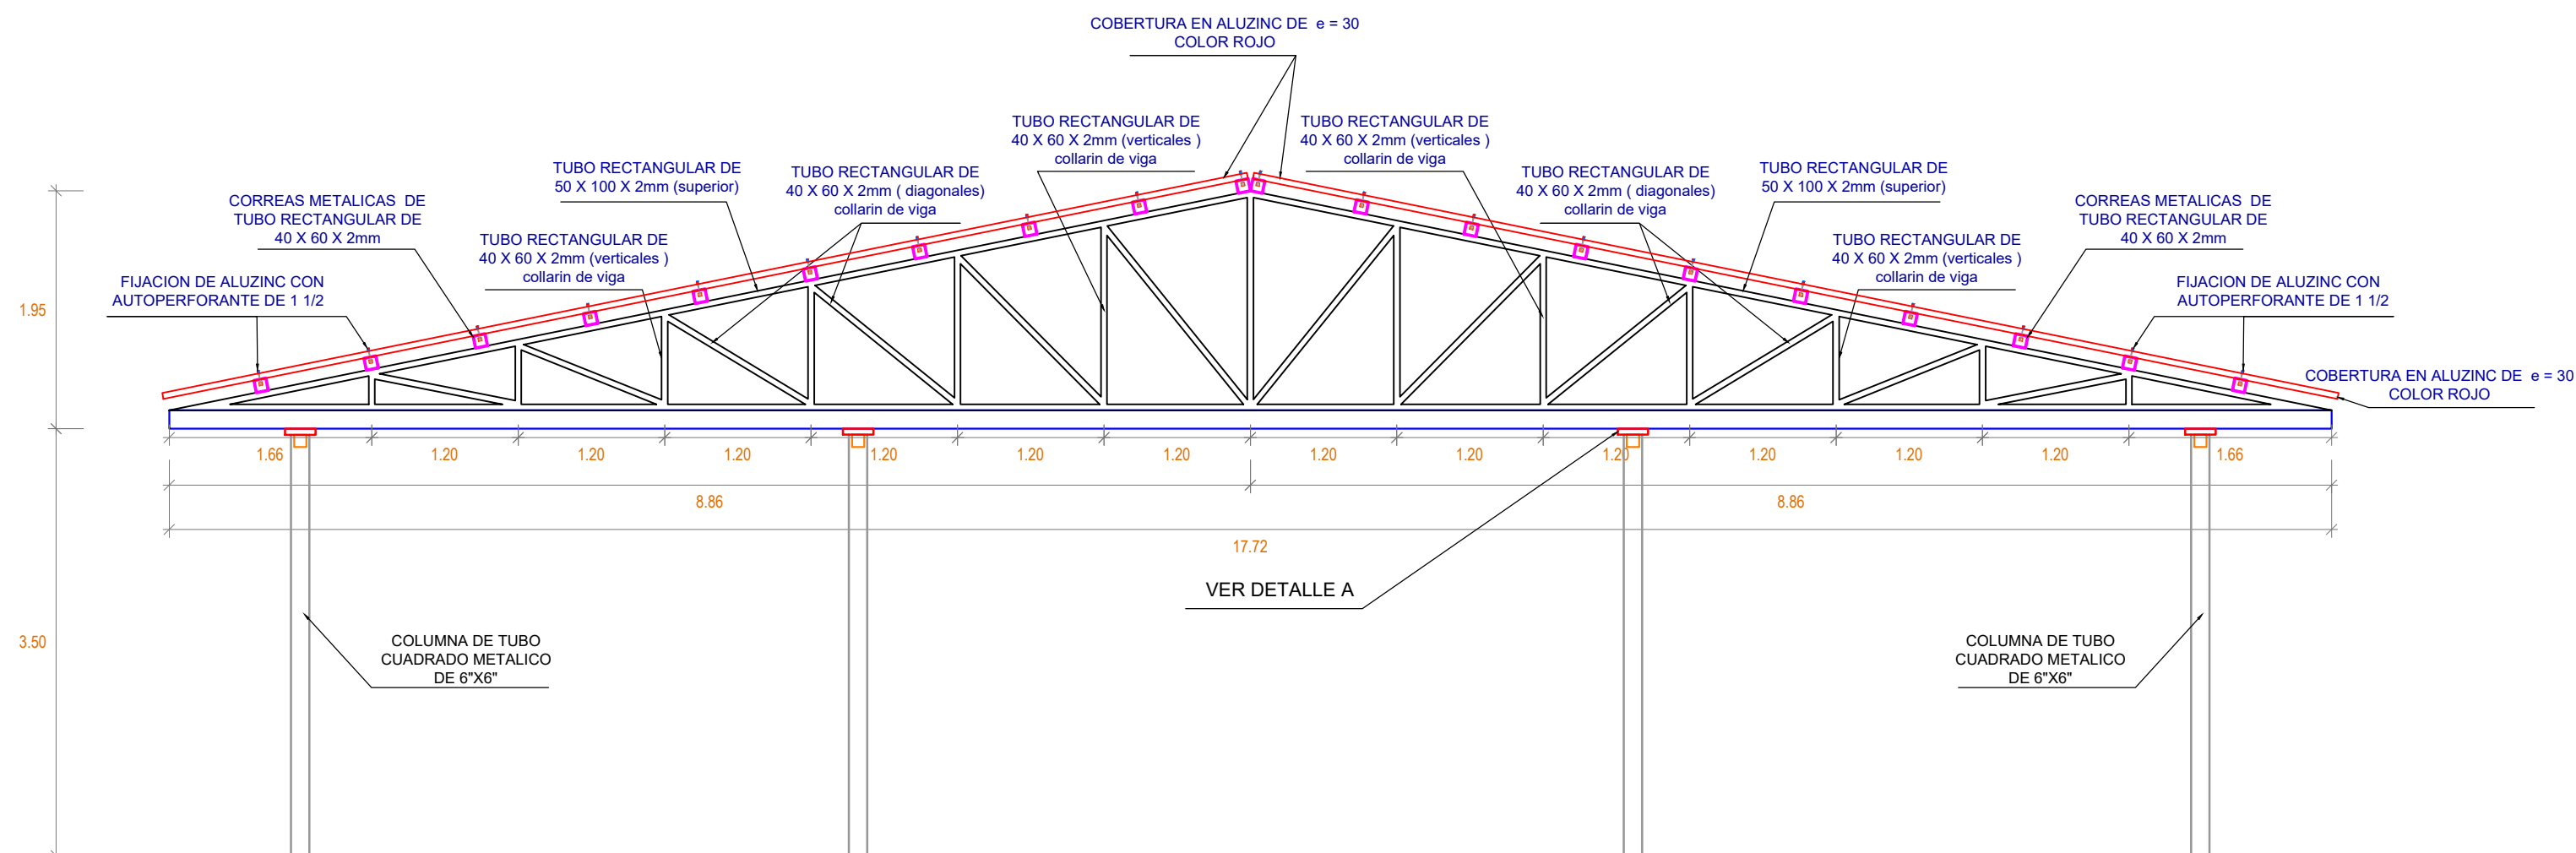 COBERTURA EN ALUZINC DE e = 30
COLOR ROJO
TUBO RECTANGULAR DE
40 X 60 X 2mm (verticales )
collarin de viga
TUBO RECTANGULAR DE
40 X 60 X 2mm (verticales )
collarin de viga
TUBO RECTANGULAR DE
50 X 100 X 2mm (superior)
TUBO RECTANGULAR DE
40 X 60 X 2mm ( diagonales)
collarin de viga
TUBO RECTANGULAR DE
40 X 60 X 2mm ( diagonales)
collarin de viga
TUBO RECTANGULAR DE
50 X 100 X 2mm (superior)
CORREAS METALICAS DE
TUBO RECTANGULAR DE
40 X 60 X 2mm
CORREAS METALICAS DE
TUBO RECTANGULAR DE
40 X 60 X 2mm
TUBO RECTANGULAR DE
40 X 60 X 2mm (verticales )
collarin de viga
TUBO RECTANGULAR DE
40 X 60 X 2mm (verticales )
collarin de viga
FIJACION DE ALUZINC CON
AUTOPERFORANTE DE 1 1/2
FIJACION DE ALUZINC CON
AUTOPERFORANTE DE 1 1/2
1.95
COBERTURA EN ALUZINC DE e = 30
COLOR ROJO
1.66
1.20
1.20
1.20
1.20
1.20
1.20
1.20
1.20
1.20
1.20
1.20
1.20
1.66
8.86
8.86
17.72
VER DETALLE A
3.50
COLUMNA DE TUBO
CUADRADO METALICO
DE 6"X6"
COLUMNA DE TUBO
CUADRADO METALICO
DE 6"X6"